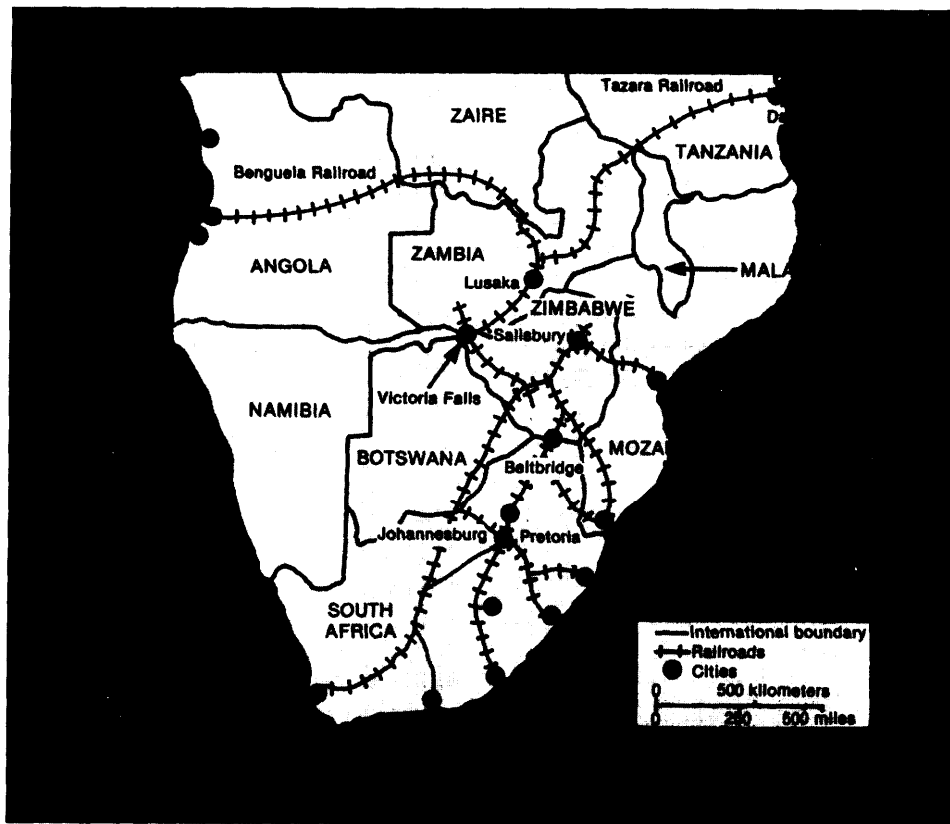 Tazara Railroad
ZAIRE
Da
TANZANIA
Benguela Railroad
ZAMBIA
ANGOLA
MALA
Lusaka
ZIMBABWE
Salisbury
Victoria Falls
NAMIBIA
MOZA
BOTSWANA
Beitbridge
Johannesburg
Pretoria
SOUTH
AFRICA
International boundary
Railroads
Cities
0 500 kilometers
0 250 500 miles